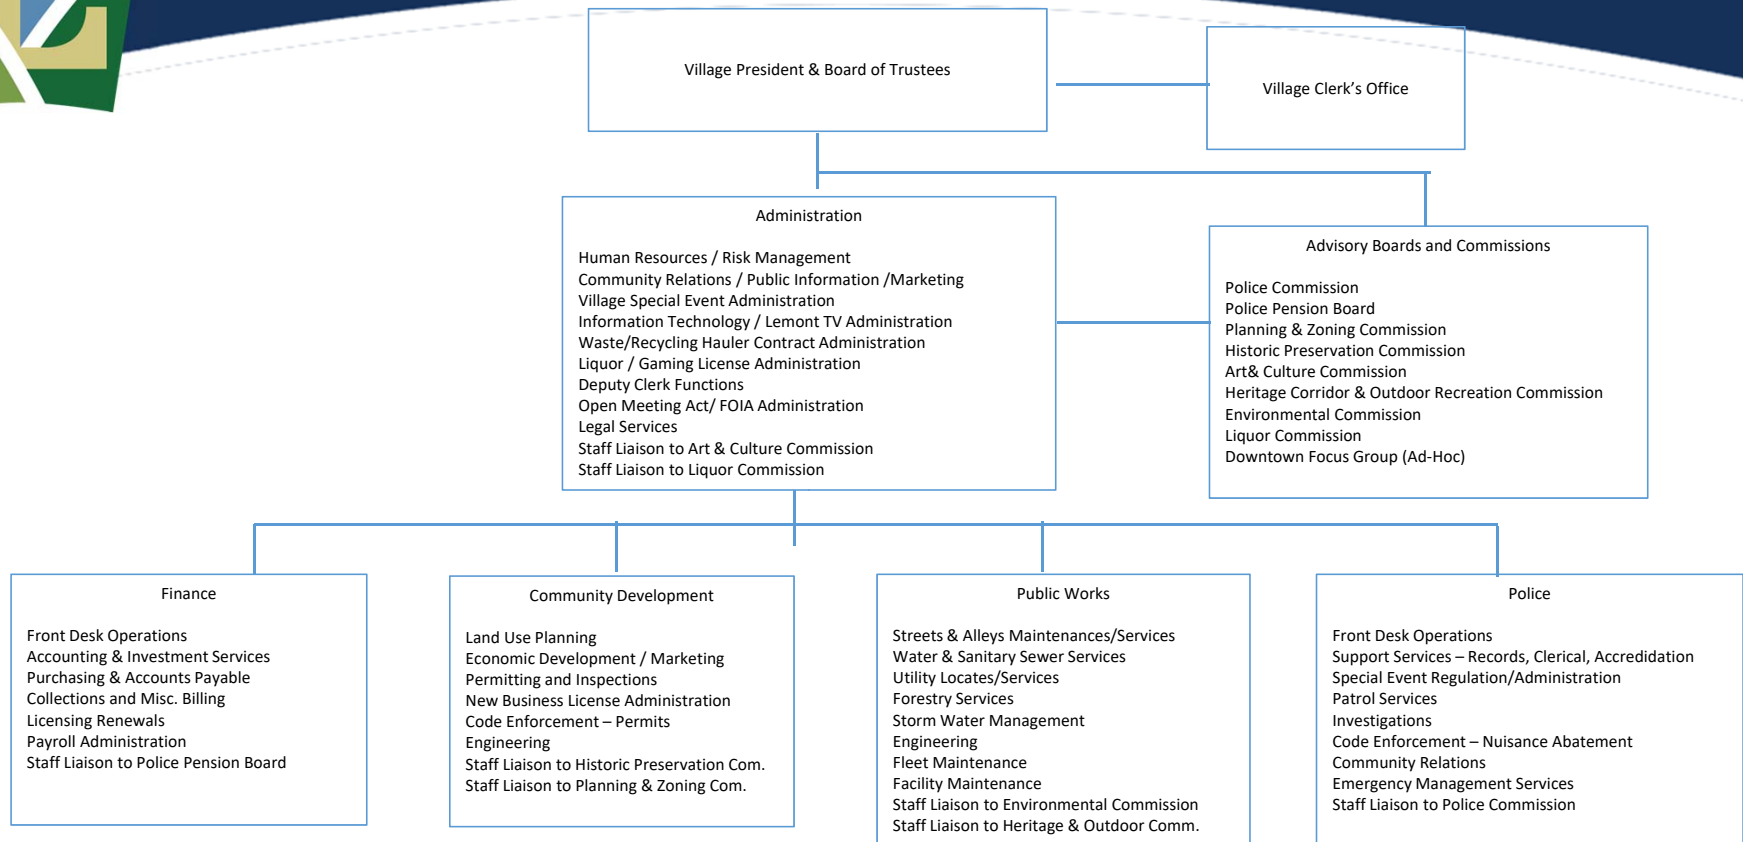 Village President & Board of Trustees
Village Clerk’s Office
Administration
Human Resources / Risk Management
Community Relations / Public Information /Marketing
Village Special Event Administration
Information Technology / Lemont TV Administration
Waste/Recycling Hauler Contract Administration
Liquor / Gaming License Administration
Deputy Clerk Functions
Open Meeting Act/ FOIA Administration
Legal Services
Staff Liaison to Art & Culture Commission
Staff Liaison to Liquor Commission
Advisory Boards and Commissions
Police Commission
Police Pension Board
Planning & Zoning Commission
Historic Preservation Commission
Art& Culture Commission
Heritage Corridor & Outdoor Recreation Commission
Environmental Commission
Liquor Commission
Downtown Focus Group (Ad-Hoc)
Finance
Front Desk Operations
Accounting & Investment Services
Purchasing & Accounts Payable
Collections and Misc. Billing
Licensing Renewals
Payroll Administration
Staff Liaison to Police Pension Board
Community Development
Land Use Planning
Economic Development / Marketing
Permitting and Inspections
New Business License Administration
Code Enforcement – Permits
Engineering
Staff Liaison to Historic Preservation Com.
Staff Liaison to Planning & Zoning Com.
Public Works
Streets & Alleys Maintenances/Services
Water & Sanitary Sewer Services
Utility Locates/Services
Forestry Services
Storm Water Management
Engineering
Fleet Maintenance
Facility Maintenance
Staff Liaison to Environmental Commission
Staff Liaison to Heritage & Outdoor Comm.
Police
Front Desk Operations
Support Services – Records, Clerical, Accredidation
Special Event Regulation/Administration
Patrol Services
Investigations
Code Enforcement – Nuisance Abatement
Community Relations
Emergency Management Services
Staff Liaison to Police Commission